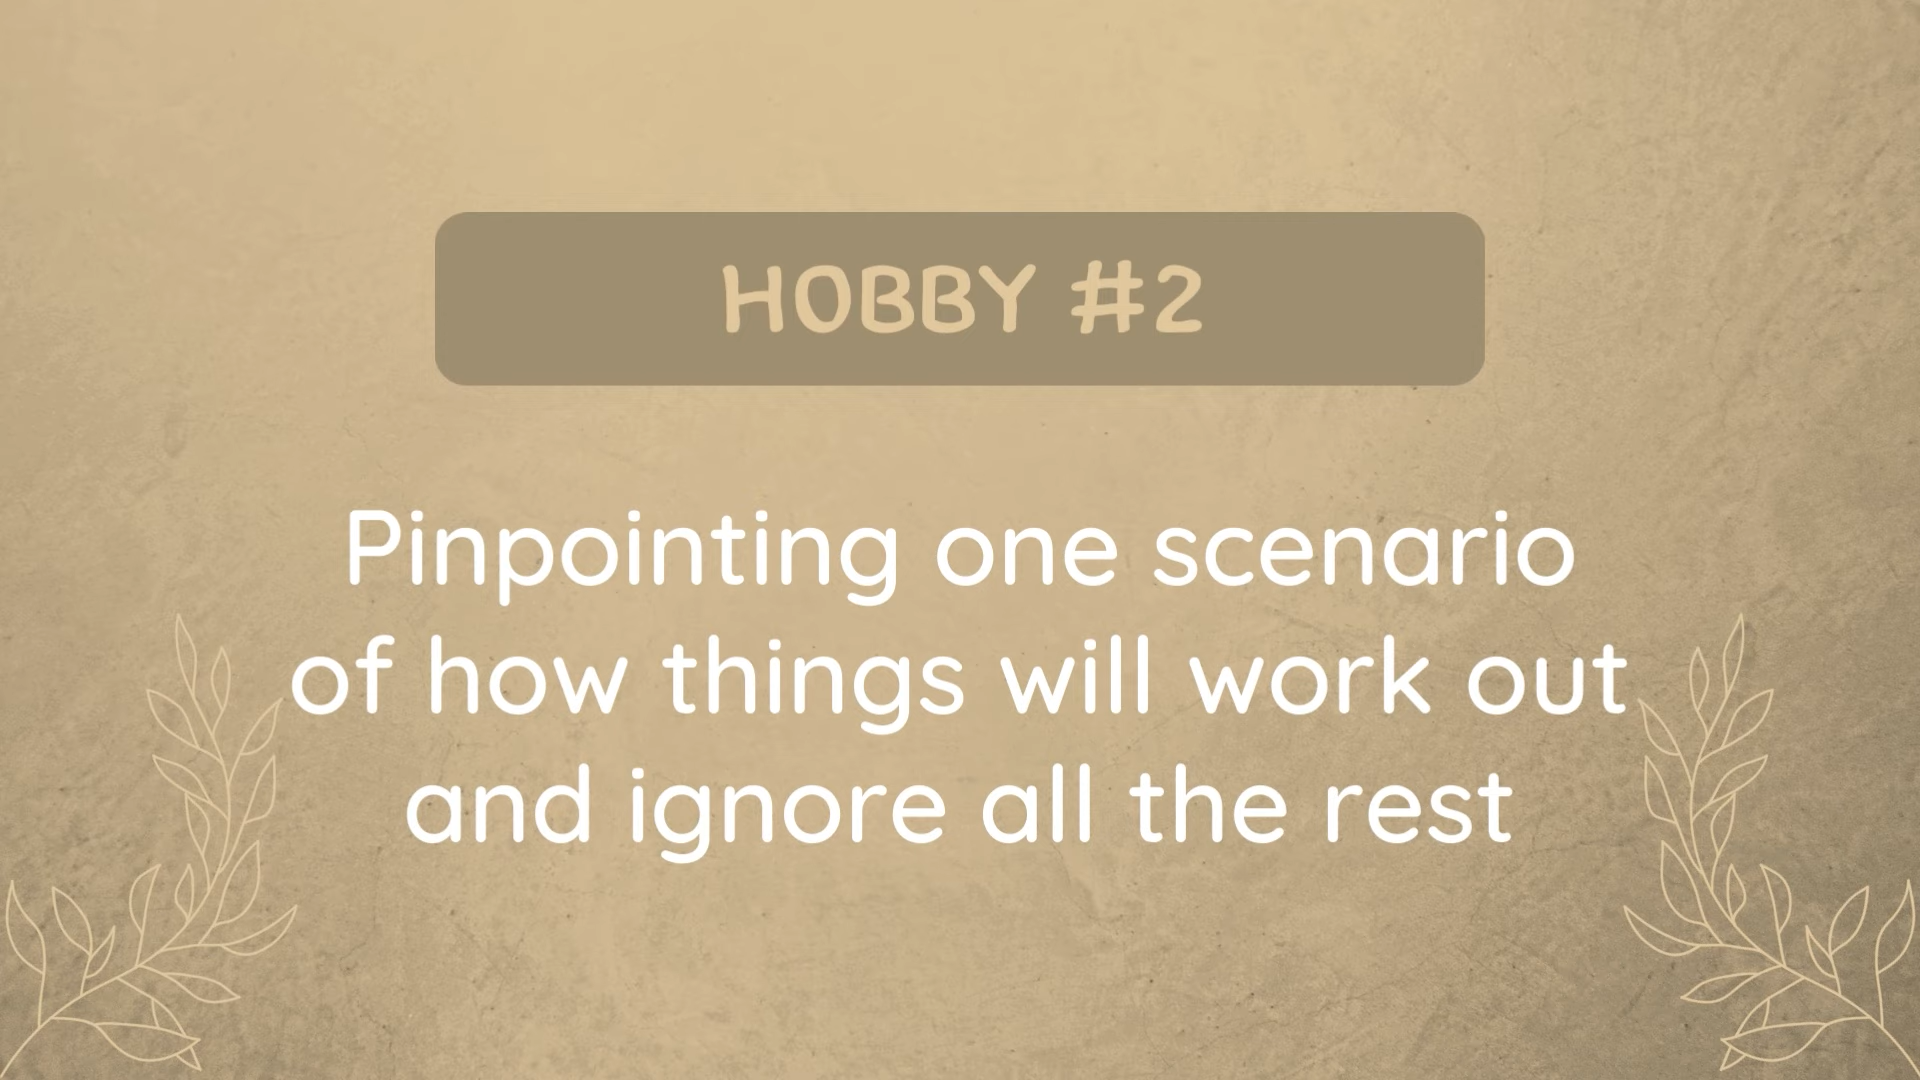 HOBBY #2
Pinpointing one scenario
of how things will work out
and ignore all the rest